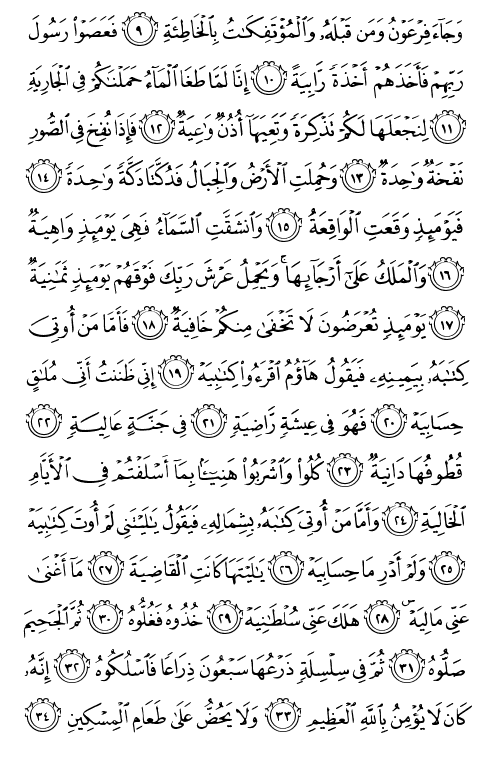 وَجَآءَ فِرْعَوْنُ وَمَن قَبْلَهُۥ وَٱلْمُؤْتَفِكَٰتُ بِٱلْخَاطِئَةِ ٩ فَعَصَوْا۟ رَسُولَ
رَبِّهِمْ فَأَخَذَهُمْ أَخْذَةً رَّابِيَةً ١٠ إِنَّا لَمَّا طَغَا ٱلْمَآءُ حَمَلْنَٰكُمْ فِى ٱلْجَارِيَةِ
١١ لِنَجْعَلَهَا لَكُمْ تَذْكِرَةً وَتَعِيَهَآ أُذُنٌ وَٰعِيَةٌ ١٢ فَإِذَا نُفِخَ فِى ٱلصُّورِ
نَفْخَةٌ وَٰحِدَةٌ ١٣ وَحُمِلَتِ ٱلْأَرْضُ وَٱلْجِبَالُ فَدُكَّتَا دَكَّةً وَٰحِدَةً ١٤
فَيَوْمَئِذٍ وَقَعَتِ ٱلْوَاقِعَةُ ١٥ وَٱنشَقَّتِ ٱلسَّمَآءُ فَهِىَ يَوْمَئِذٍ وَاهِيَةٌ
١٦ وَٱلْمَلَكُ عَلَىٰٓ أَرْجَآئِهَا ۚ وَيَحْمِلُ عَرْشَ رَبِّكَ فَوْقَهُمْ يَوْمَئِذٍ ثَمَٰنِيَةٌ
١٧ يَوْمَئِذٍ تُعْرَضُونَ لَا تَخْفَىٰ مِنكُمْ خَافِيَةٌ ١٨ فَأَمَّا مَنْ أُوتِىَ
كِتَٰبَهُۥ بِيَمِينِهِۦ فَيَقُولُ هَآؤُمُ ٱقْرَءُوا۟ كِتَٰبِيَهْ ١٩ إِنِّى ظَنَنتُ أَنِّى مُلَٰقٍ
حِسَابِيَهْ ٢٠ فَهُوَ فِى عِيشَةٍ رَّاضِيَةٍ ٢١ فِى جَنَّةٍ عَالِيَةٍ ٢٢
قُطُوفُهَا دَانِيَةٌ ٢٣ كُلُوا۟ وَٱشْرَبُوا۟ هَنِيٓـًٔۢا بِمَآ أَسْلَفْتُمْ فِى ٱلْأَيَّامِ
ٱلْخَالِيَةِ ٢٤ وَأَمَّا مَنْ أُوتِىَ كِتَٰبَهُۥ بِشِمَالِهِۦ فَيَقُولُ يَٰلَيْتَنِى لَمْ أُوتَ كِتَٰبِيَهْ
٢٥ وَلَمْ أَدْرِ مَا حِسَابِيَهْ ٢٦ يَٰلَيْتَهَا كَانَتِ ٱلْقَاضِيَةَ ٢٧ مَآ أَغْنَىٰ
عَنِّى مَالِيَهْ ۜ ٢٨ هَلَكَ عَنِّى سُلْطَٰنِيَهْ ٢٩ خُذُوهُ فَغُلُّوهُ ٣٠ ثُمَّ ٱلْجَحِيمَ
صَلُّوهُ ٣١ ثُمَّ فِى سِلْسِلَةٍ ذَرْعُهَا سَبْعُونَ ذِرَاعًا فَٱسْلُكُوهُ ٣٢ إِنَّهُۥ
كَانَ لَا يُؤْمِنُ بِٱللَّهِ ٱلْعَظِيمِ ٣٣ وَلَا يَحُضُّ عَلَىٰ طَعَامِ ٱلْمِسْكِينِ ٣٤